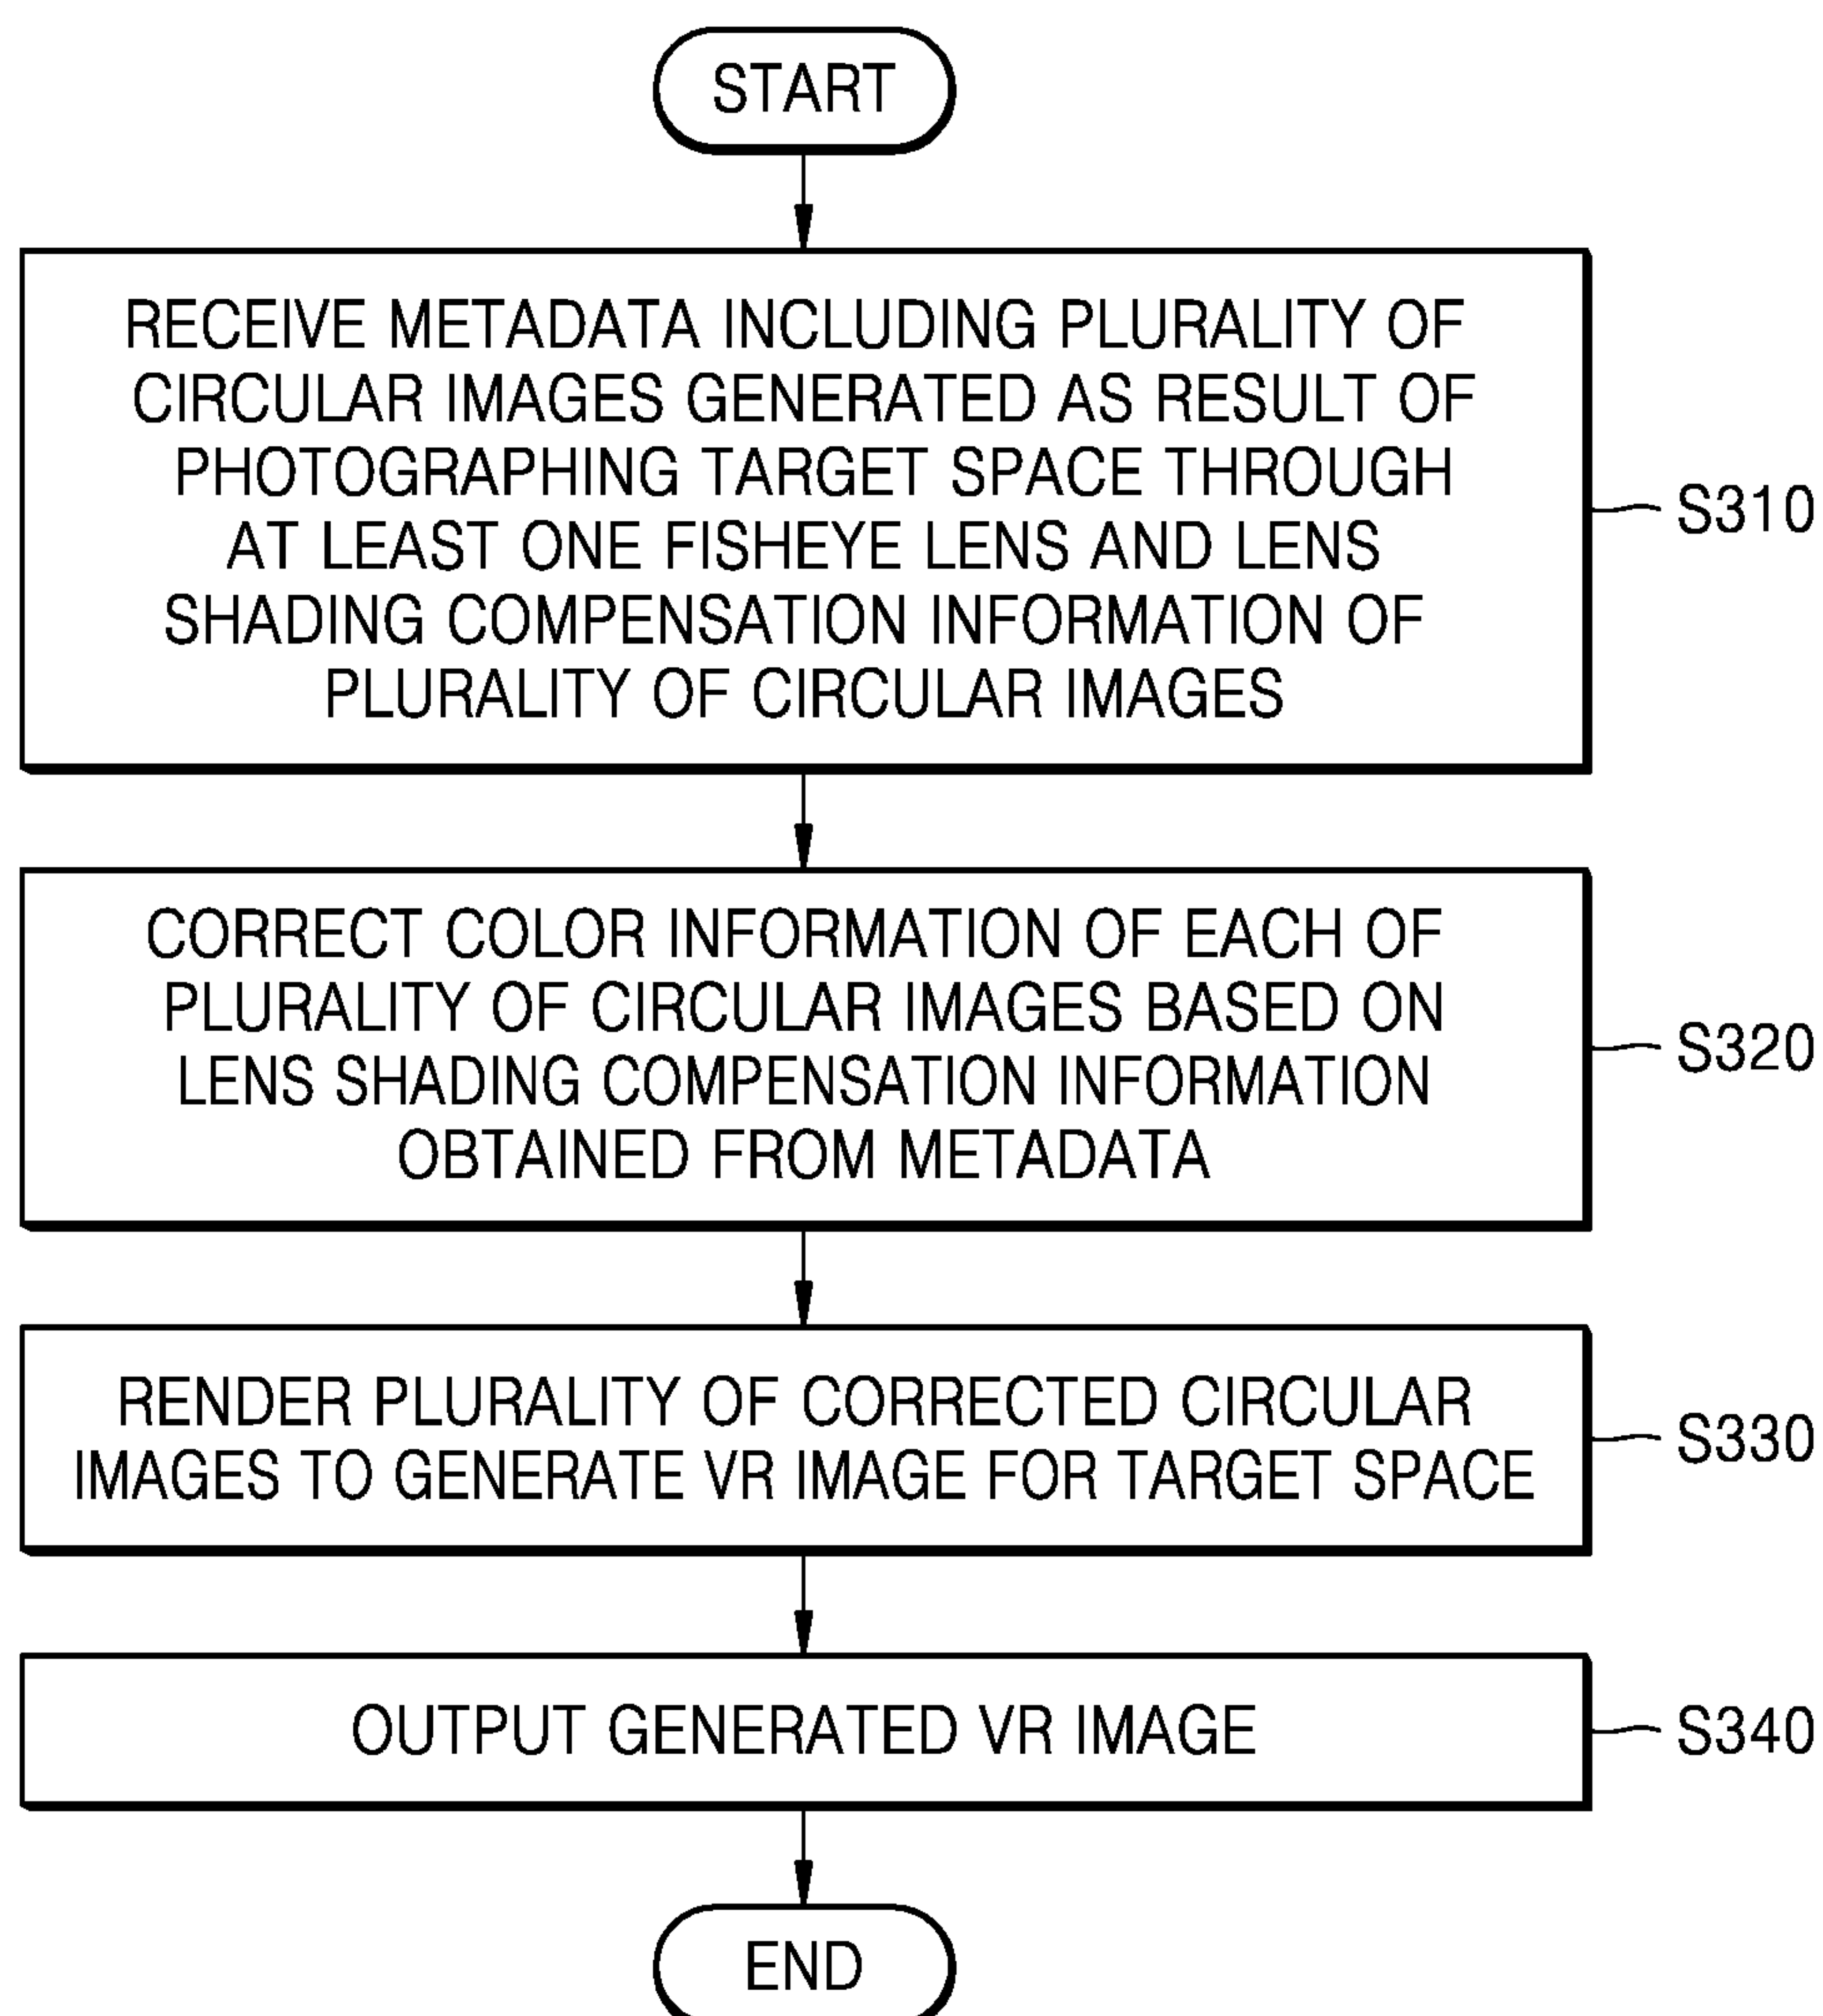 START
RECEIVE METADATA INCLUDING PLURALITY OF
CIRCULAR IMAGES GENERATED AS RESULT OF
PHOTOGRAPHING TARGET SPACE THROUGH
AT LEAST ONE FISHEYE LENS AND LENS
SHADING COMPENSATION INFORMATION OF
PLURALITY OF CIRCULAR IMAGES
S310
CORRECT COLOR INFORMATION OF EACH OF
PLURALITY OF CIRCULAR IMAGES BASED ON
LENS SHADING COMPENSATION INFORMATION
OBTAINED FROM METADATA
S320
RENDER PLURALITY OF CORRECTED CIRCULAR
IMAGES TO GENERATE VR IMAGE FOR TARGET SPACE
S330
OUTPUT GENERATED VR IMAGE
S340
END